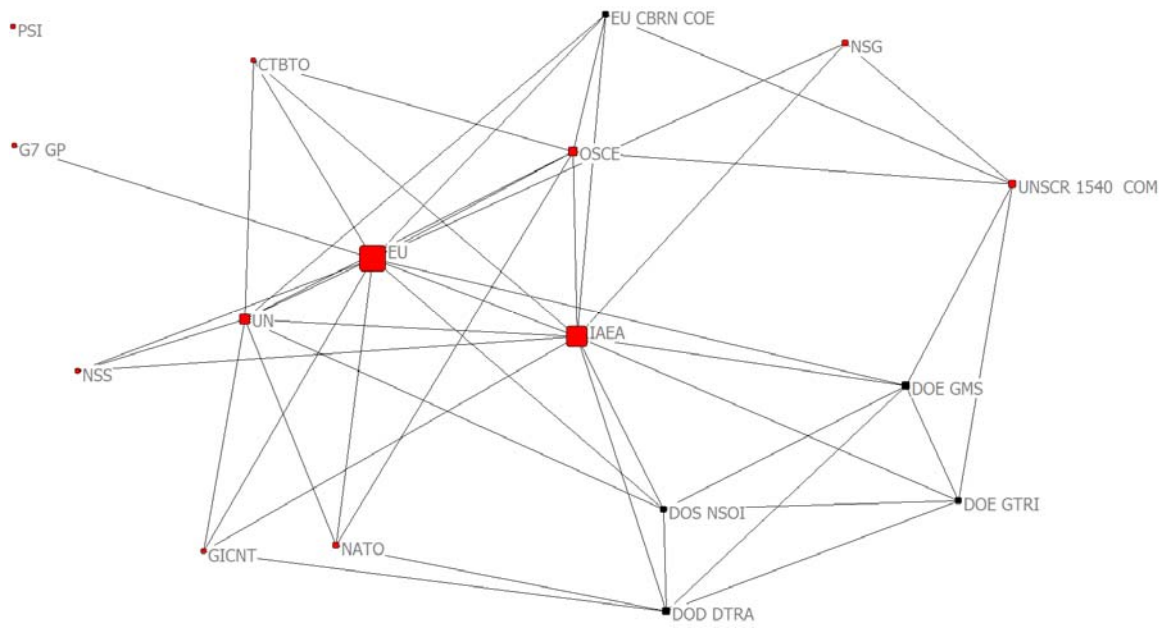 EU CBRN COE
PSI
NSG
CTBTO
G7 GP
OSCE
UNSCR 1540 COM
EU
UN
IAEA
NSS
DOE GMS
DOE GTRI
DOS NSOI
NATO
GICNT
DOD DTRA